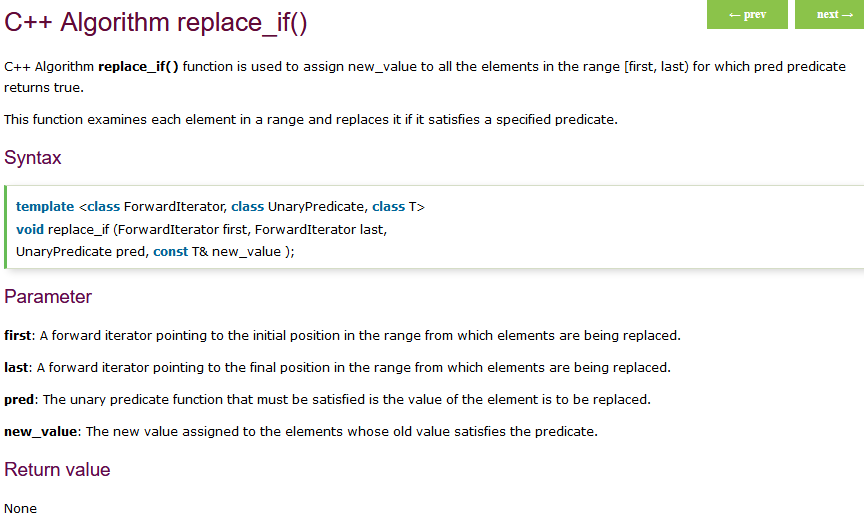 C++ Algorithm replace_if()
← prev
next →
C++ Algorithm replace_if() function is used to assign new_value to all the elements in the range [first, last) for which pred predicate
returns true.
This function examines each element in a range and replaces it if it satisfies a specified predicate.
Syntax
template <class ForwardIterator, class UnaryPredicate, class T>
void replace_if (ForwardIterator first, ForwardIterator last,
UnaryPredicate pred, const T& new_value );
Parameter
first: A forward iterator pointing to the initial position in the range from which elements are being replaced.
last: A forward iterator pointing to the final position in the range from which elements are being replaced.
pred: The unary predicate function that must be satisfied is the value of the element is to be replaced.
new_value: The new value assigned to the elements whose old value satisfies the predicate.
Return value
None